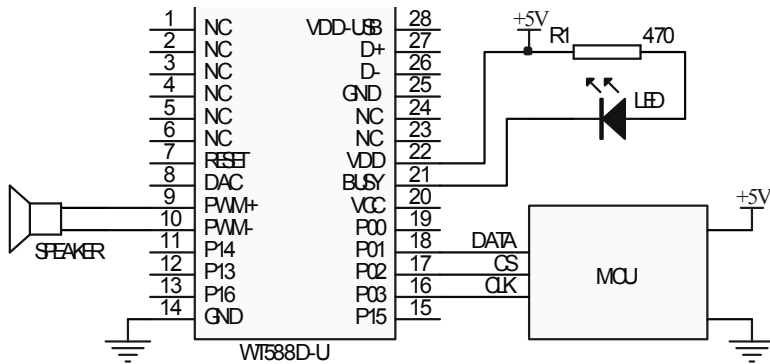 1 NC VDD-USB 28 +5V R1 470
2 NC D+ 27
3 NC D- 26
4 NC GND 25 LED
5 NC NC 24
6 NC NC 23
7 RESET VDD 22
8 DAC BUSY 21
9 PWM+ VCC 20 +5V
10 PWM- P00 19
SPEAKER 11 P14 P01 18 DATA
12 P13 P02 17 CS MCU
13 P16 P03 16 CLK
14 GND P15 15
WT588D-U